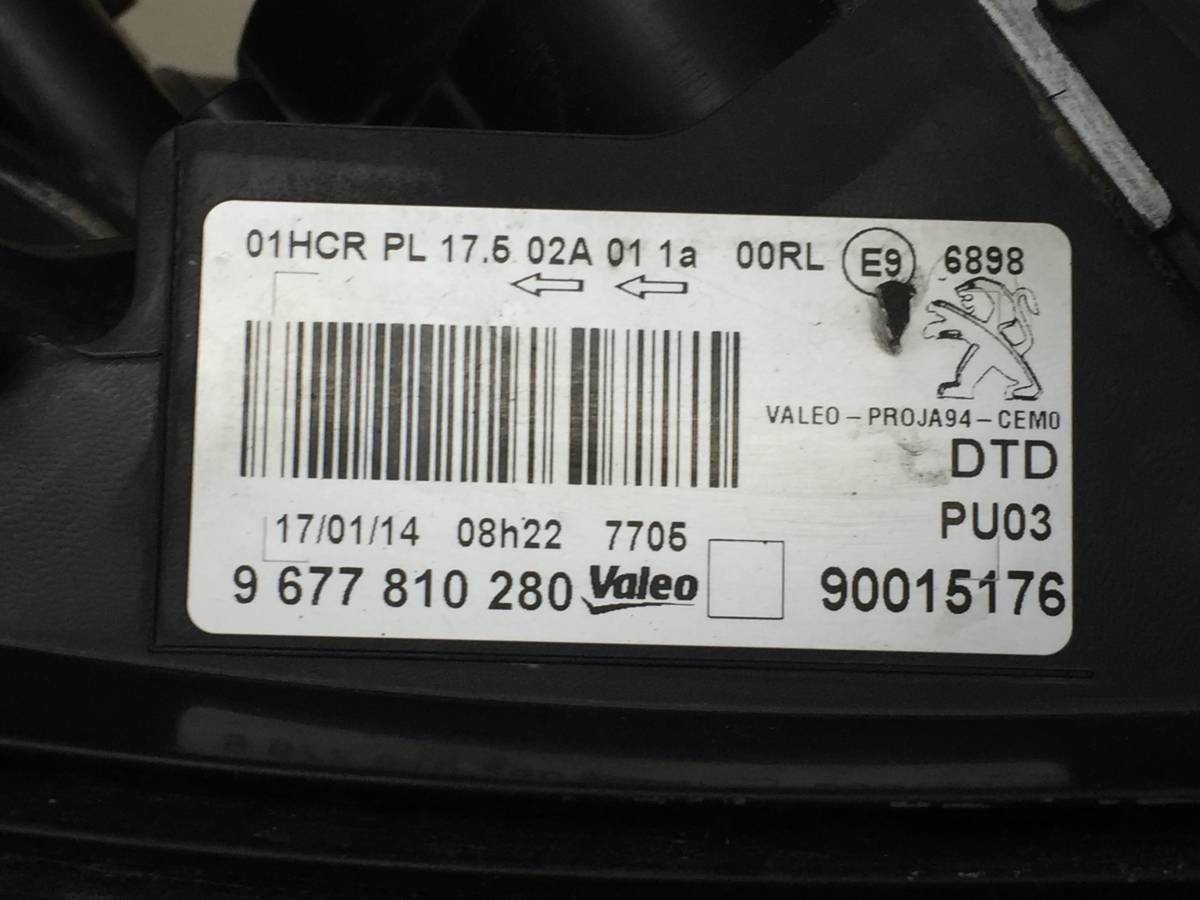 01HCR PL 17.5 02A 01 1a 00RL E9 6898
VALEO-PROJA94-CEM0
DTD
PU03
17/01/14 08h22 7705
9 677 810 280 Valeo 90015176